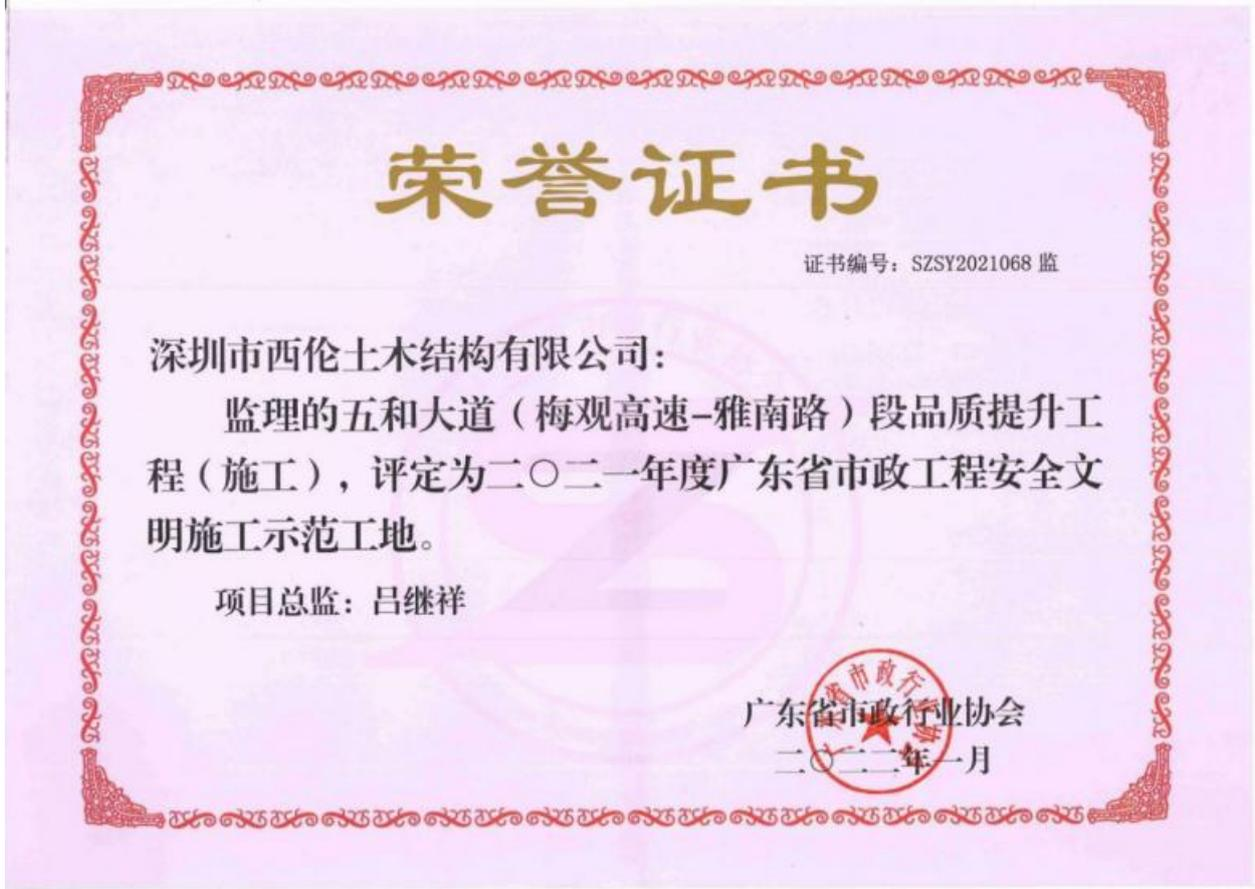 荣誉证书
证书编号：SZSY2021068 监
深圳市西伦土木结构有限公司：
监理的五和大道（梅观高速-雅南路）段品质提升工
程（施工），评定为二〇二一年度广东省市政工程安全文
明施工示范工地。
项目总监：吕继祥
广东省市政行业协会
二〇二二年一月